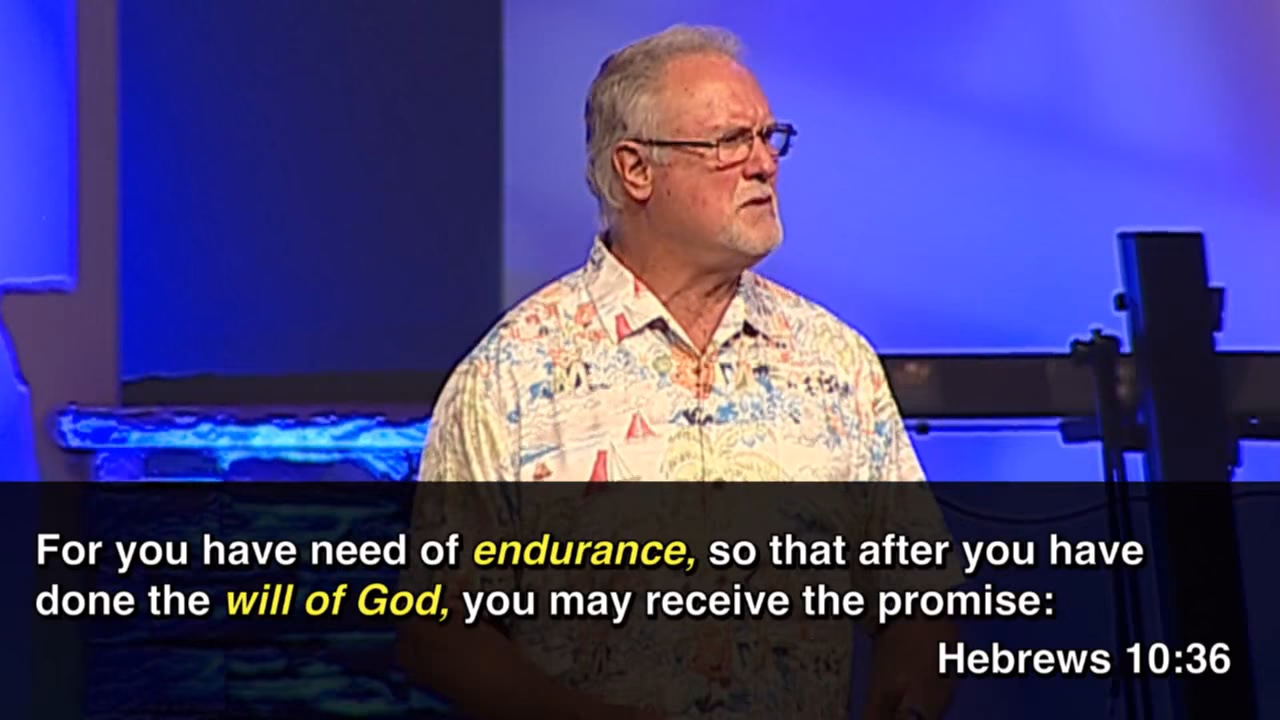 For you have need of endurance, so that after you have
done the will of God, you may receive the promise:
Hebrews 10:36